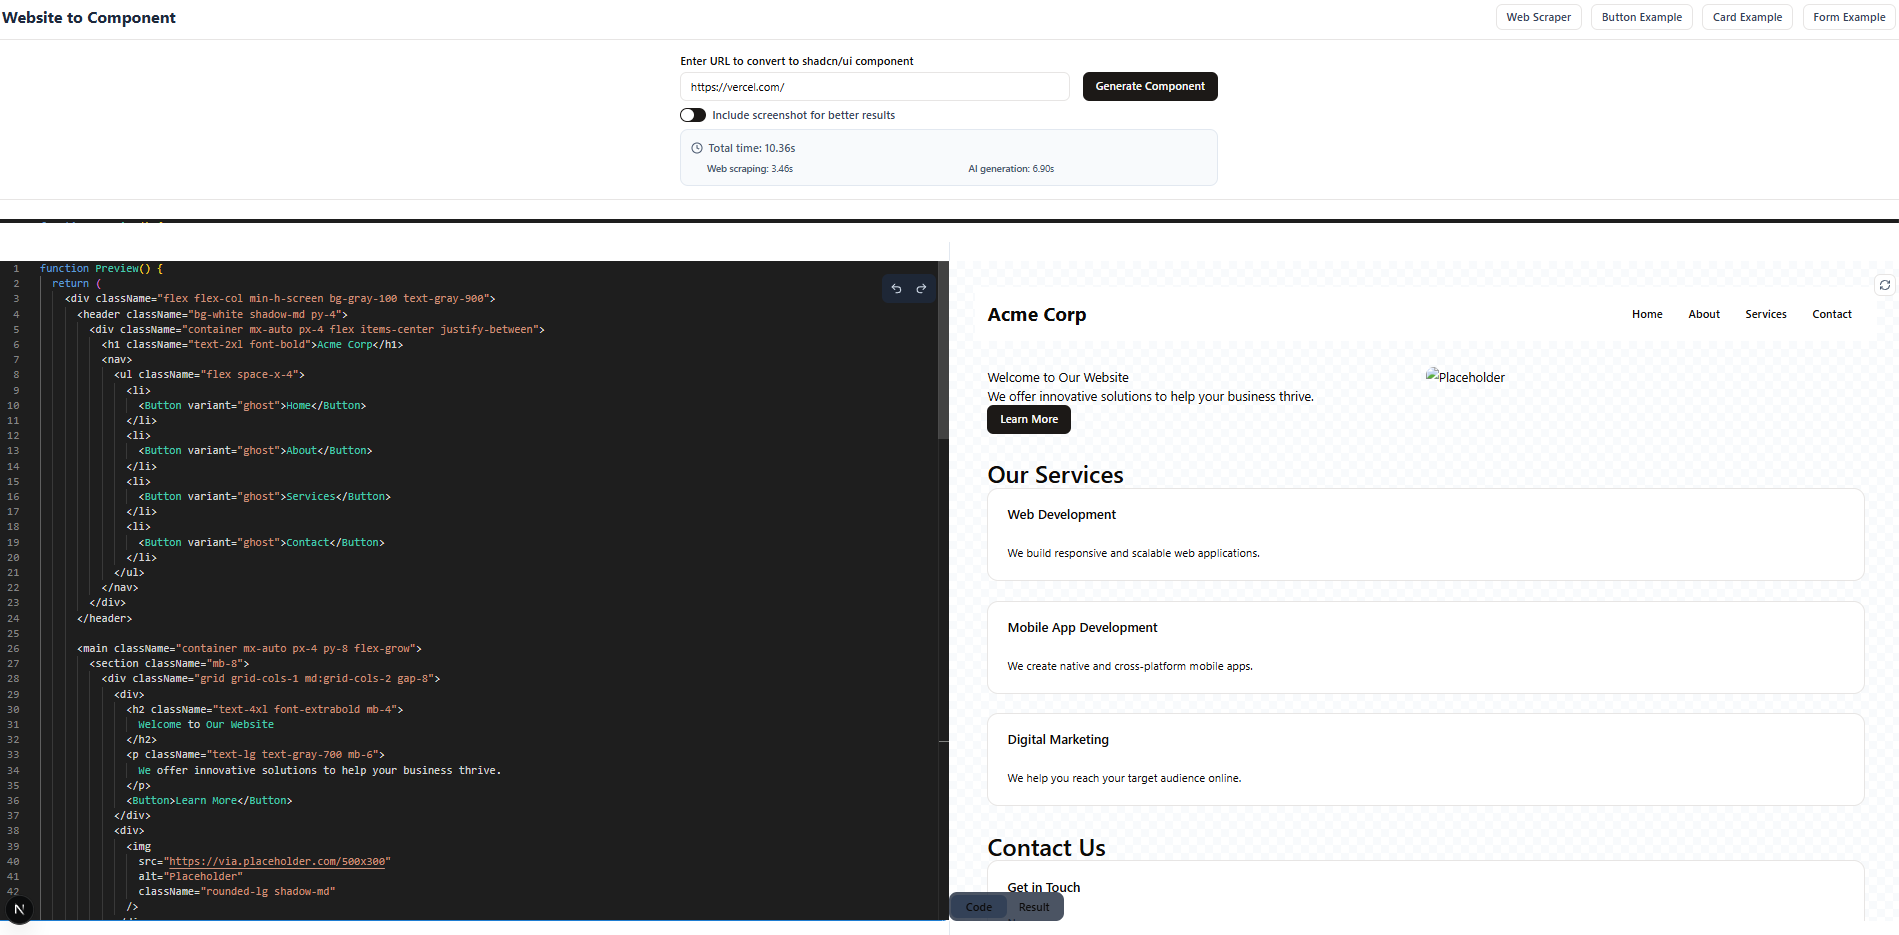 Website to Component
Web Scraper
Button Example
Card Example
Form Example
Enter URL to convert to shadcn/ui component
https://vercel.com/
Generate Component
Include screenshot for better results
Total time: 10.36s
Web scraping: 3.46s
AI generation: 6.90s
1 function Preview() {
2 return (
3 <div className="flex flex-col min-h-screen bg-gray-100 text-gray-900">
4 <header className="bg-white shadow-md py-4">
5 <div className="container mx-auto px-4 flex items-center justify-between">
6 <h1 className="text-2xl font-bold">Acme Corp</h1>
7 <nav>
8 <ul className="flex space-x-4">
9 <li>
10 <Button variant="ghost">Home</Button>
11 </li>
12 <li>
13 <Button variant="ghost">About</Button>
14 </li>
15 <li>
16 <Button variant="ghost">Services</Button>
17 </li>
18 <li>
19 <Button variant="ghost">Contact</Button>
20 </li>
21 </ul>
22 </nav>
23 </div>
24 </header>
25
26 <main className="container mx-auto px-4 py-8 flex-grow">
27 <section className="mb-8">
28 <div className="grid grid-cols-1 md:grid-cols-2 gap-8">
29 <div>
30 <h2 className="text-4xl font-extrabold mb-4">
31 Welcome to Our Website
32 </h2>
33 <p className="text-lg text-gray-700 mb-6">
34 We offer innovative solutions to help your business thrive.
35 </p>
36 <Button>Learn More</Button>
37 </div>
38 <div>
39 <img
40 src="https://via.placeholder.com/500x300"
41 alt="Placeholder"
42 className="rounded-lg shadow-md"
/>
N
Acme Corp
Home
About
Services
Contact
Welcome to Our Website
We offer innovative solutions to help your business thrive.
Learn More
Placeholder
Our Services
Web Development
We build responsive and scalable web applications.
Mobile App Development
We create native and cross-platform mobile apps.
Digital Marketing
We help you reach your target audience online.
Contact Us
Get in Touch
Code
Result